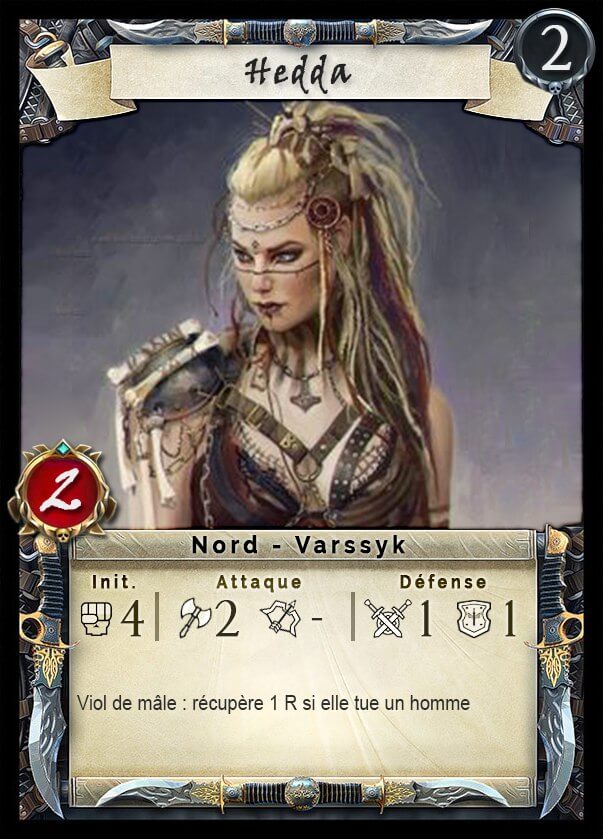 Hedda
2
2
Nord - Varssyk
Init. Attaque Défense
4 2 - 1 1
Viol de mâle : récupère 1 R si elle tue un homme